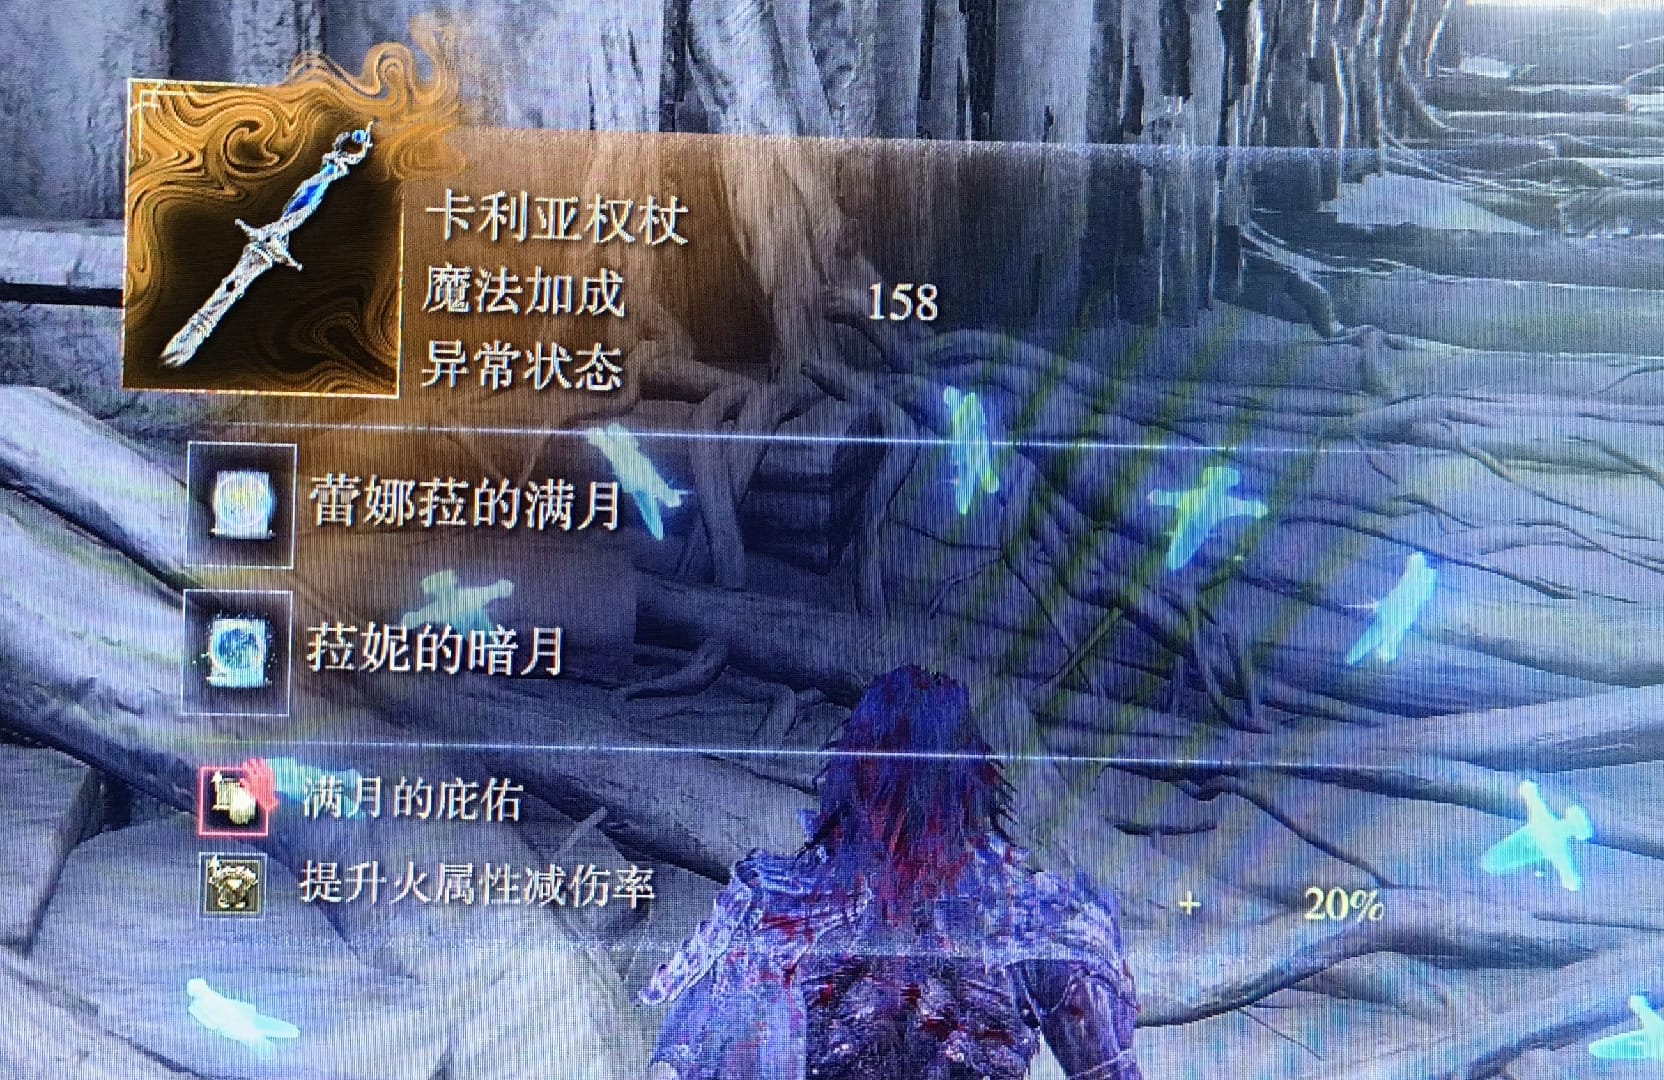 卡利亚权杖
魔法加成 158
异常状态
蕾娜菈的满月
菈妮的暗月
满月的庇佑
提升火属性减伤率 + 20%